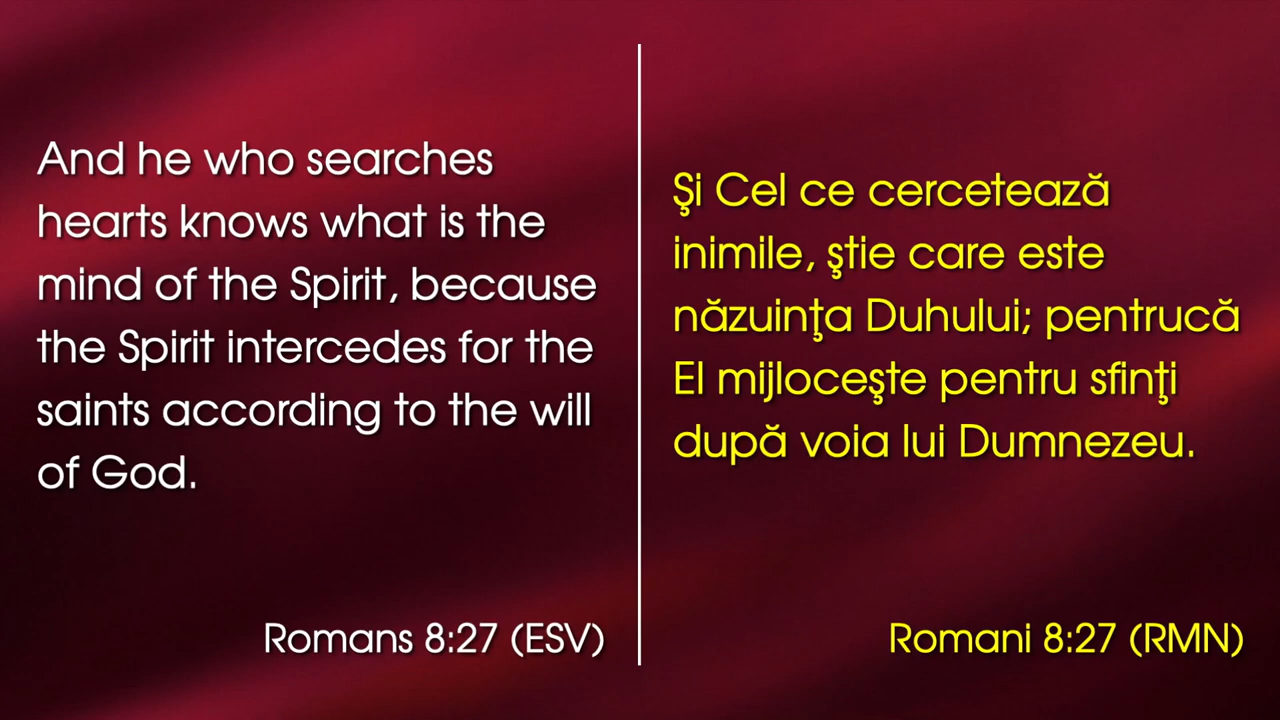 And he who searches
hearts knows what is the
mind of the Spirit, because
the Spirit intercedes for the
saints according to the will
of God.
Romans 8:27 (ESV)
Şi Cel ce cercetează
inimile, ştie care este
năzuinţa Duhului; pentrucă
El mijloceşte pentru sfinţi
după voia lui Dumnezeu.
Romani 8:27 (RMN)